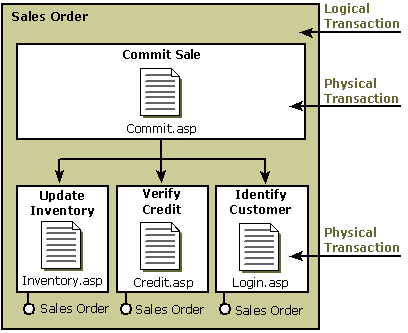 Sales Order
Logical
Transaction
Commit Sale
Physical
Transaction
Commit.asp
Update
Inventory
Verify
Credit
Identify
Customer
Physical
Transaction
Inventory.asp
Credit.asp
Login.asp
Sales Order
Sales Order
Sales Order